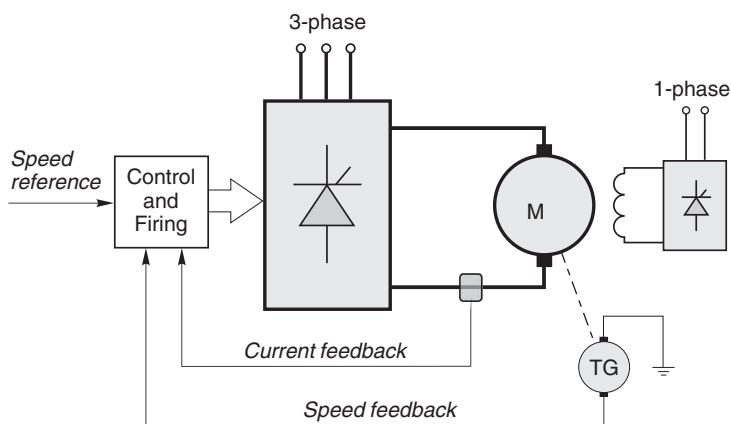 3-phase
1-phase
Speed
reference
Control
and
Firing
M
Current feedback
TG
Speed feedback